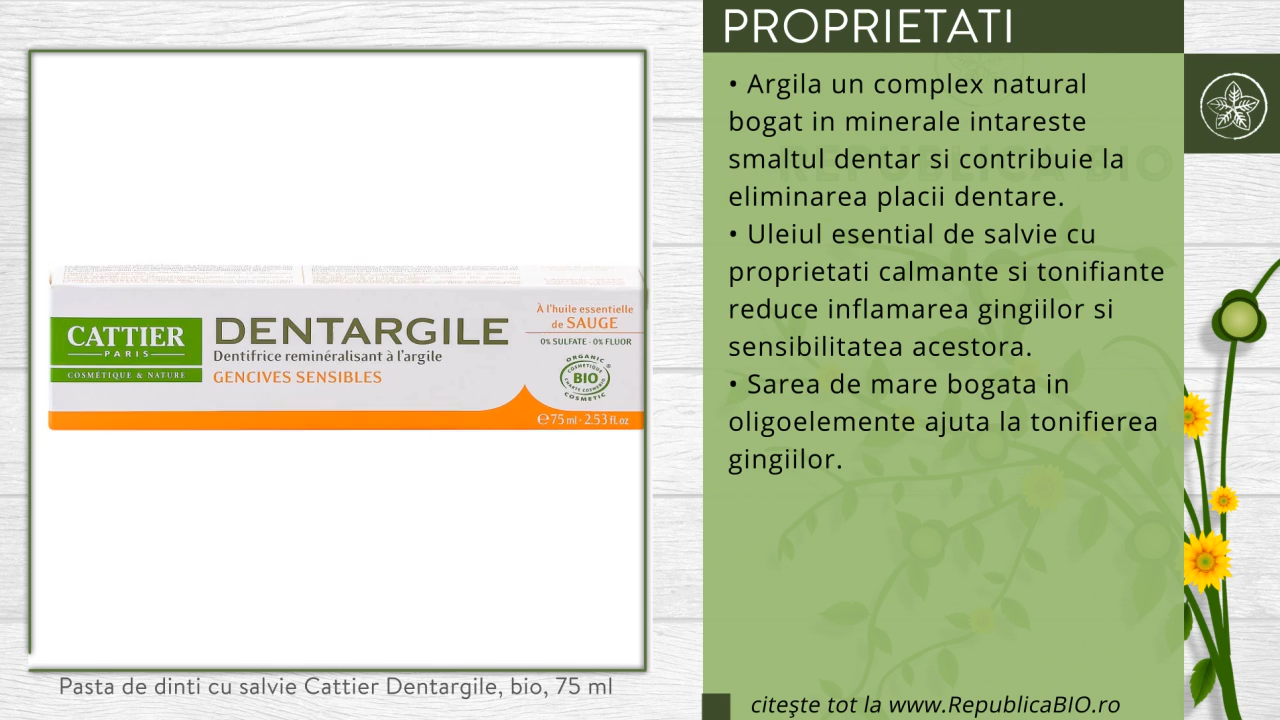 PROPRIETATI
• Argila un complex natural
bogat in minerale intareste
smaltul dentar si contribuie la
eliminarea placii dentare.
• Uleiul esential de salvie cu
proprietati calmante si tonifiante
reduce inflamarea gingiilor si
sensibilitatea acestora.
• Sarea de mare bogata in
oligoelemente ajuta la tonifierea
gingiilor.
citeşte tot la www.RepublicaBIO.ro
CATTIER
PARIS
COSMÉTIQUE & NATURE
DENTARGILE
Dentifrice reminéralisant à l'argile
GENCIVES SENSIBLES
À l'huile essentielle
de SAUGE
0% SULFATE - 0% FLUOR
ORGANIC
COSMETIQUE
BIO
COSMETIC
℮ 75 ml - 2.53 fl.oz
Pasta de dinti cu salvie Cattier Dentargile, bio, 75 ml